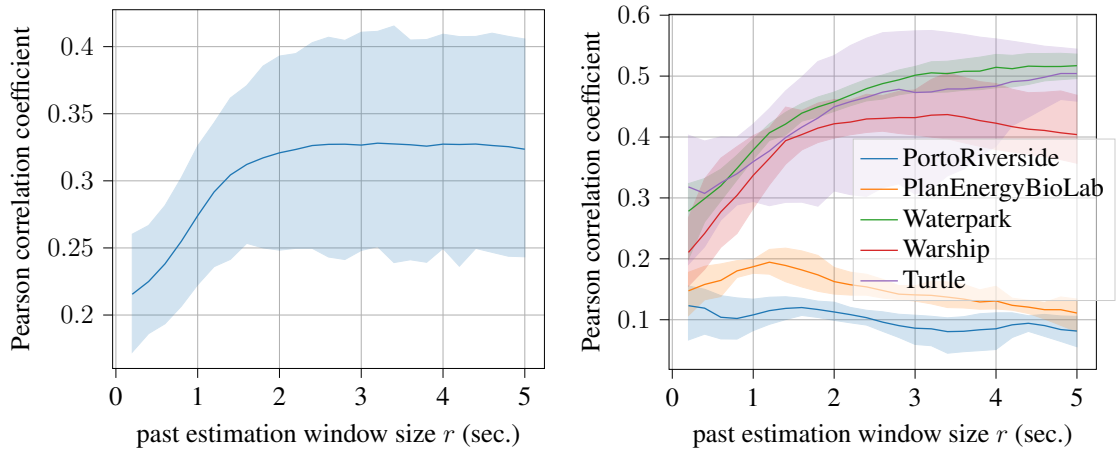 Pearson correlation coefficient
0.4
0.35
0.3
0.25
0.2
0 1 2 3 4 5
past estimation window size r (sec.)
Pearson correlation coefficient
0.6
0.5
0.4
0.3
0.2
0.1
0 1 2 3 4 5
past estimation window size r (sec.)
PortoRiverside
PlanEnergyBioLab
Waterpark
Warship
Turtle